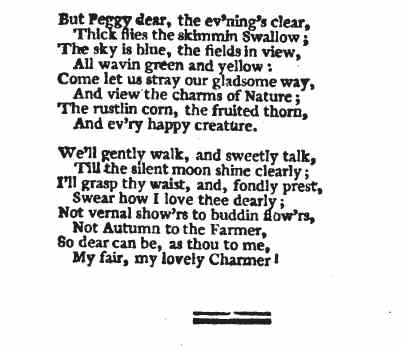 But Peggy dear, the ev'ning's clear,
Thick flies the skimmin Swallow;
The sky is blue, the fields in view,
All wavin green and yellow:
Come let us stray our gladsome way,
And view the charms of Nature;
The rustlin corn, the fruited thorn,
And ev'ry happy creature.
We'll gently walk, and sweetly talk,
Till the silent moon shine clearly;
I'll grasp thy waist, and, fondly prest,
Swear how I love thee dearly;
Not vernal show'rs to buddin flow'rs,
Not Autumn to the Farmer,
So dear can be, as thou to me,
My fair, my lovely Charmer!